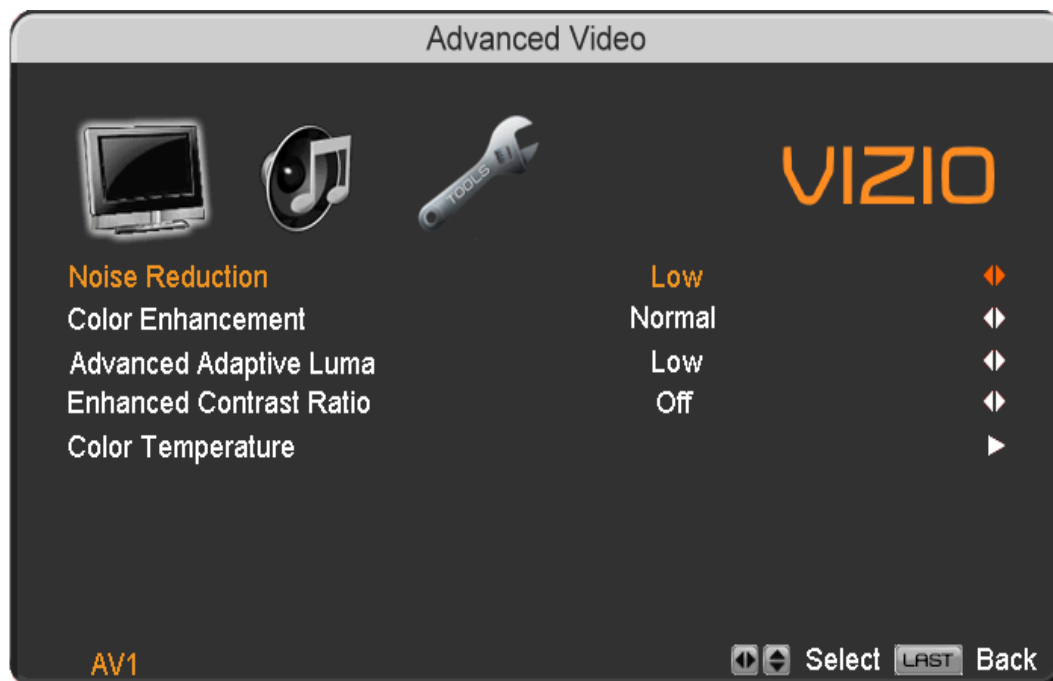 Advanced Video
TOOLS
VIZIO
Noise Reduction Low
Color Enhancement Normal
Advanced Adaptive Luma Low
Enhanced Contrast Ratio Off
Color Temperature
AV1 Select LAST Back